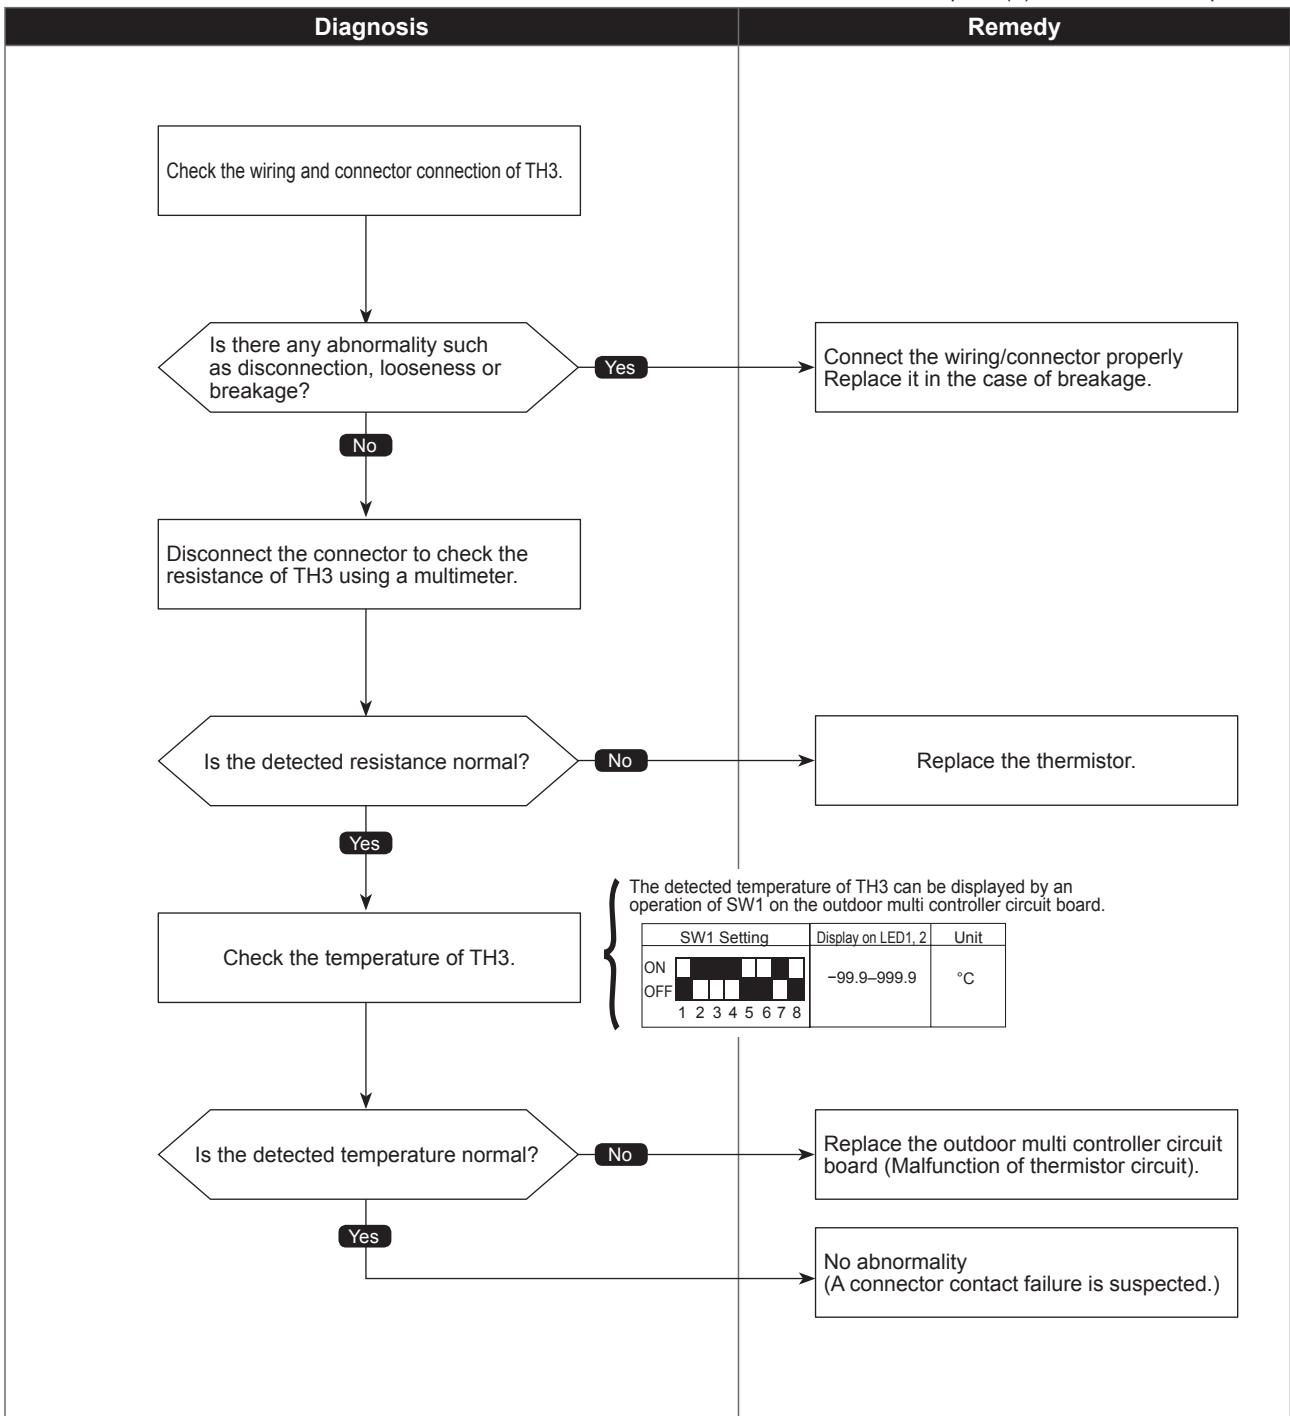 Diagnosis
Remedy
Check the wiring and connector connection of TH3.
Is there any abnormality such
as disconnection, looseness or
breakage?
Yes
Connect the wiring/connector properly
Replace it in the case of breakage.
No
Disconnect the connector to check the
resistance of TH3 using a multimeter.
Is the detected resistance normal?
No
Replace the thermistor.
Yes
The detected temperature of TH3 can be displayed by an
operation of SW1 on the outdoor multi controller circuit board.
Check the temperature of TH3.
SW1 Setting
Display on LED1, 2
Unit
ON
OFF
1 2 3 4 5 6 7 8
−99.9–999.9
°C
Is the detected temperature normal?
No
Replace the outdoor multi controller circuit
board (Malfunction of thermistor circuit).
Yes
No abnormality
(A connector contact failure is suspected.)